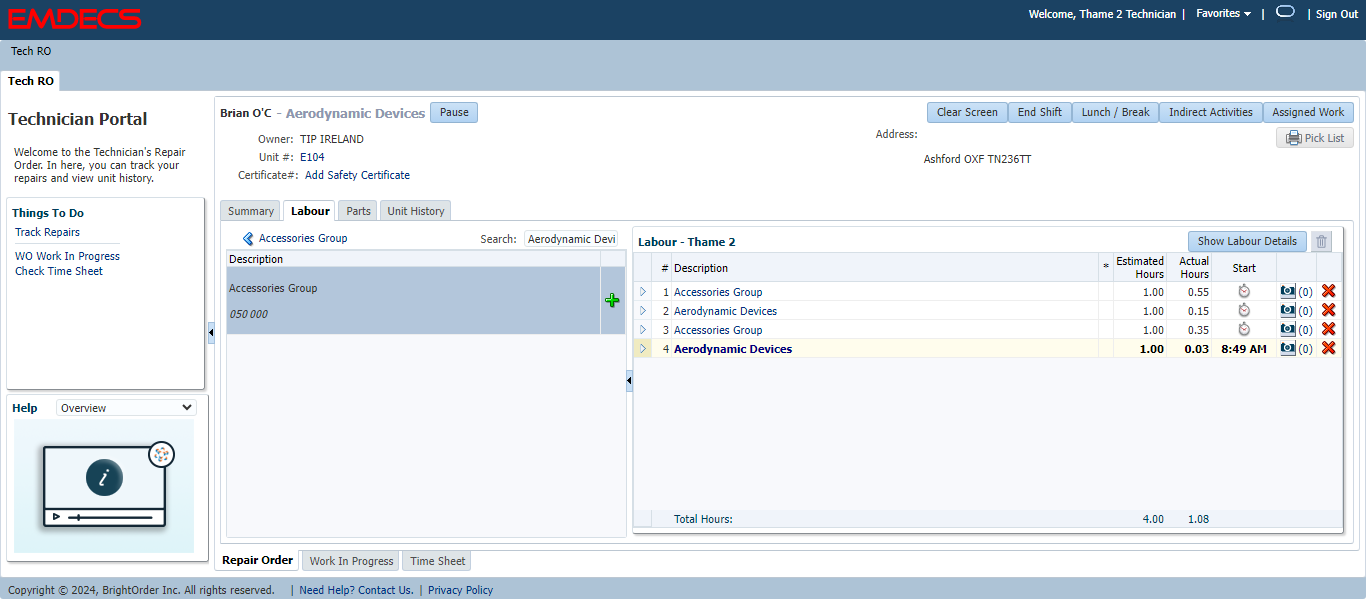 EMDECS
Welcome, Thame 2 Technician | Favorites | | Sign Out
Tech RO
Tech RO
Technician Portal
Welcome to the Technician's Repair
Order. In here, you can track your
repairs and view unit history.
Things To Do
Track Repairs
WO Work In Progress
Check Time Sheet
Help Overview
i
Brian O'C - Aerodynamic Devices Pause
Clear Screen End Shift Lunch / Break Indirect Activities Assigned Work
Pick List
Owner: TIP IRELAND
Unit #: E104
Certificate#: Add Safety Certificate
Address:
Ashford OXF TN236TT
Summary Labour Parts Unit History
Accessories Group Search: Aerodynamic Devi
Description
Accessories Group
050 000
Labour - Thame 2 Show Labour Details
# Description * Estimated Hours Actual Hours Start
1 Accessories Group 1.00 0.55 (0)
2 Aerodynamic Devices 1.00 0.15 (0)
3 Accessories Group 1.00 0.35 (0)
4 Aerodynamic Devices 1.00 0.03 8:49 AM (0)
Total Hours: 4.00 1.08
Repair Order Work In Progress Time Sheet
Copyright © 2024, BrightOrder Inc. All rights reserved. | Need Help? Contact Us. | Privacy Policy